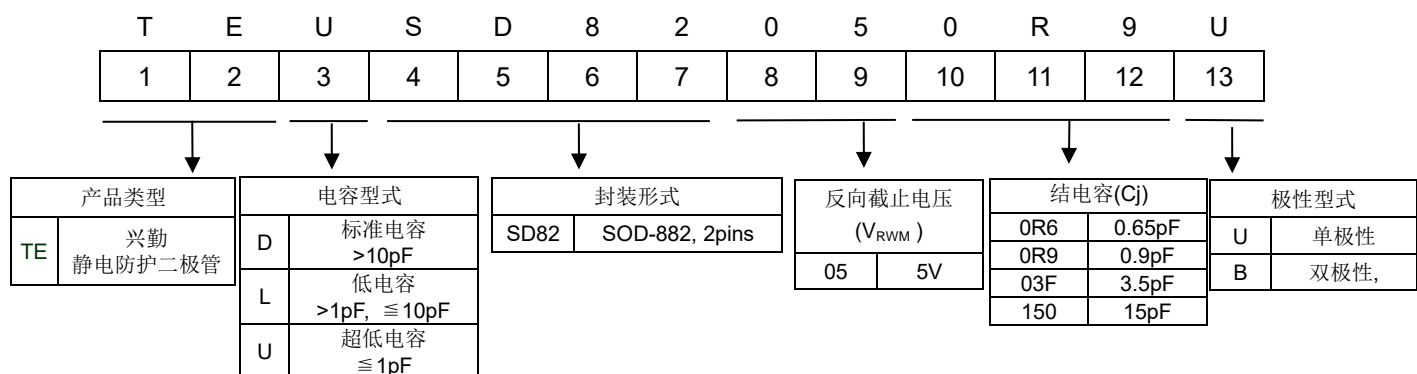 T E U S D 8 2 0 5 0 R 9 U
1 2 3 4 5 6 7 8 9 10 11 12 13
产品类型
TE
兴勤
静电防护二极管
电容型式
D
标准电容
>10pF
L
低电容
>1pF, ≦10pF
U
超低电容
≦1pF
封装形式
SD82 SOD-882, 2pins
反向截止电压
(VRWM )
05 5V
结电容(Cj)
0R6 0.65pF
0R9 0.9pF
03F 3.5pF
150 15pF
极性型式
U 单极性
B 双极性,